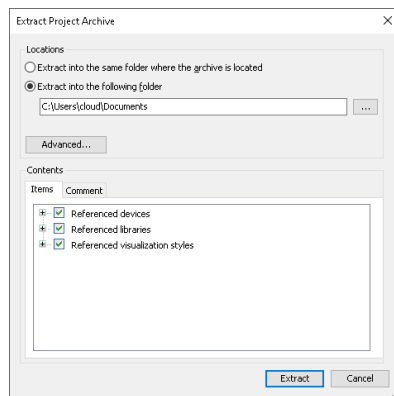 Extract Project Archive
Locations
Extract into the same folder where the archive is located
Extract into the following folder
C:\Users\cloud\Documents
...
Advanced...
Contents
Items Comment
Referenced devices
Referenced libraries
Referenced visualization styles
Extract Cancel